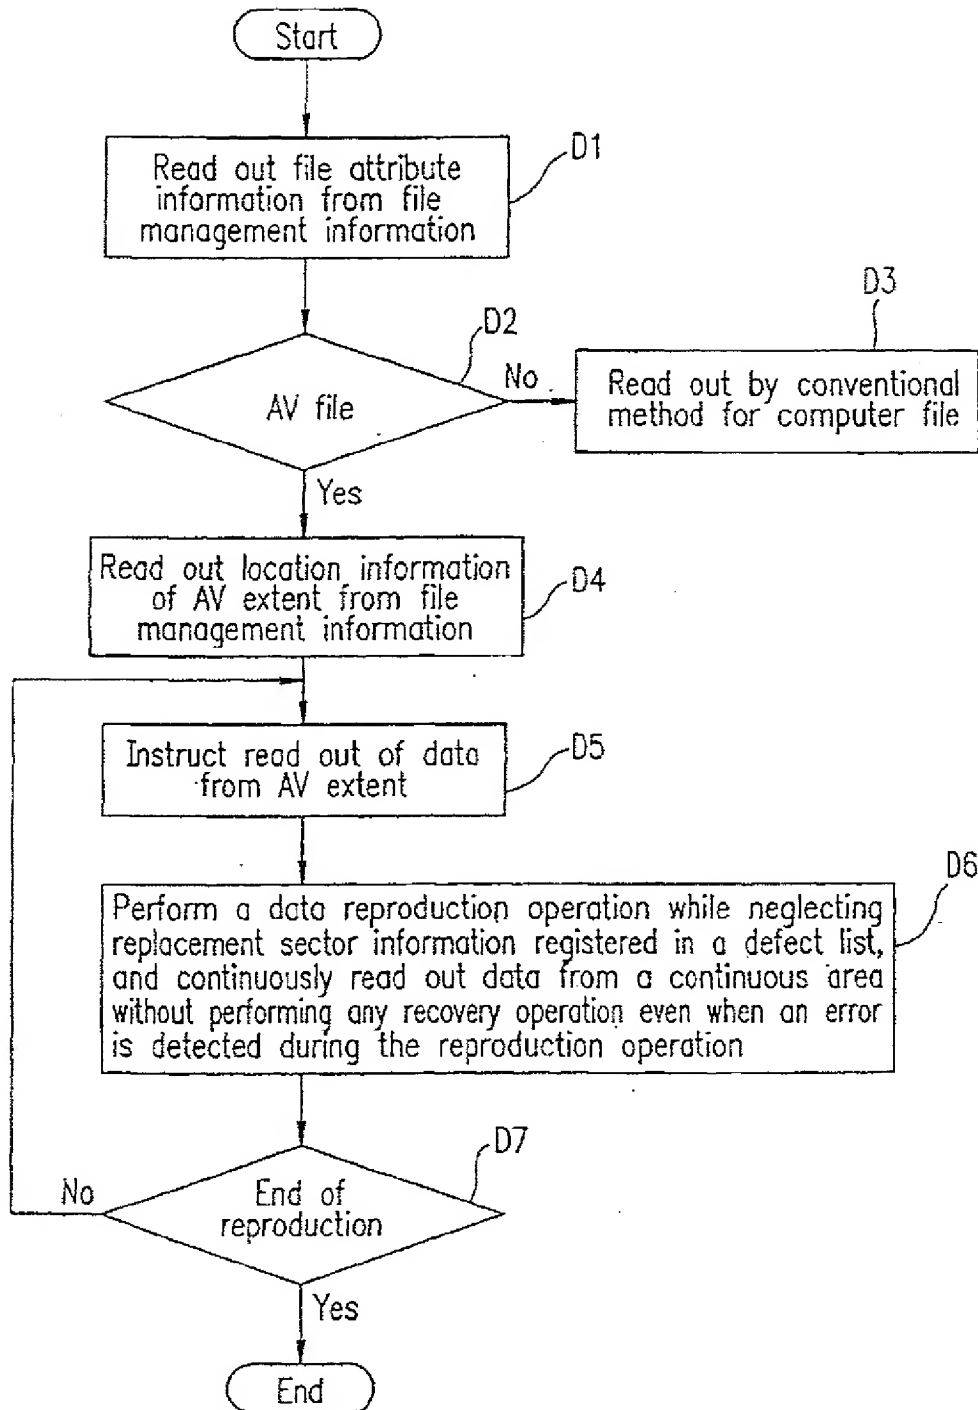 Start
Read out file attribute
information from file
management information
D1
AV file
D2
No
D3
Read out by conventional
method for computer file
Yes
Read out location information
of AV extent from file
management information
D4
Instruct read out of data
from AV extent
D5
D6
Perform a data reproduction operation while neglecting
replacement sector information registered in a defect list,
and continuously read out data from a continuous area
without performing any recovery operation even when an error
is detected during the reproduction operation
D7
No
End of
reproduction
Yes
End